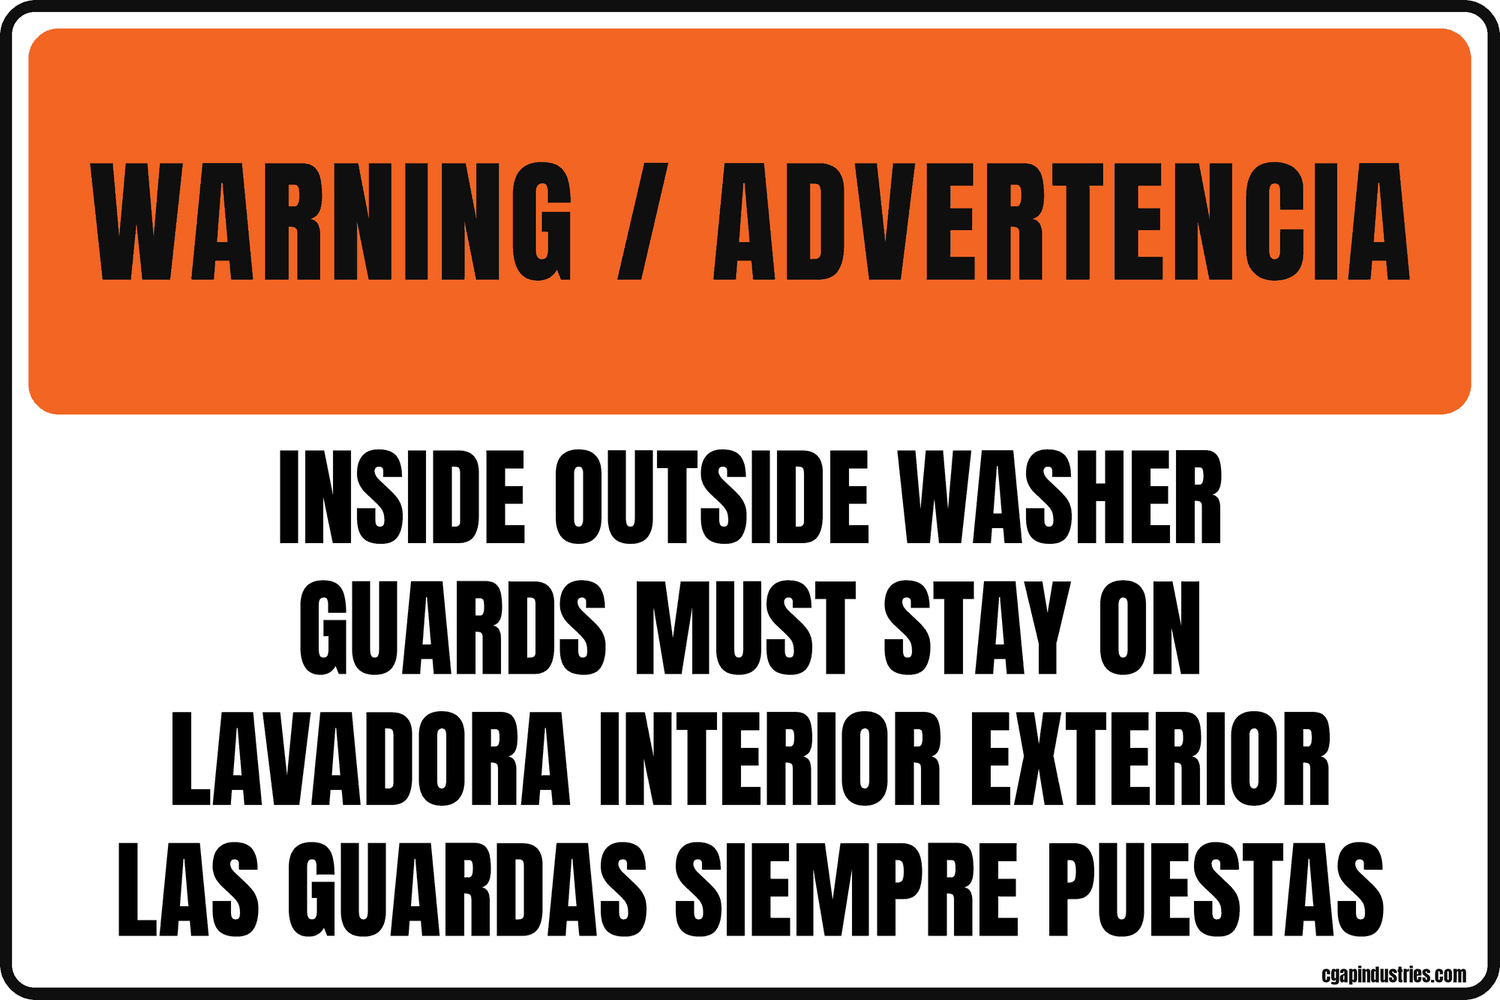 WARNING / ADVERTENCIA
INSIDE OUTSIDE WASHER
GUARDS MUST STAY ON
LAVADORA INTERIOR EXTERIOR
LAS GUARDAS SIEMPRE PUESTAS
cgapindustries.com